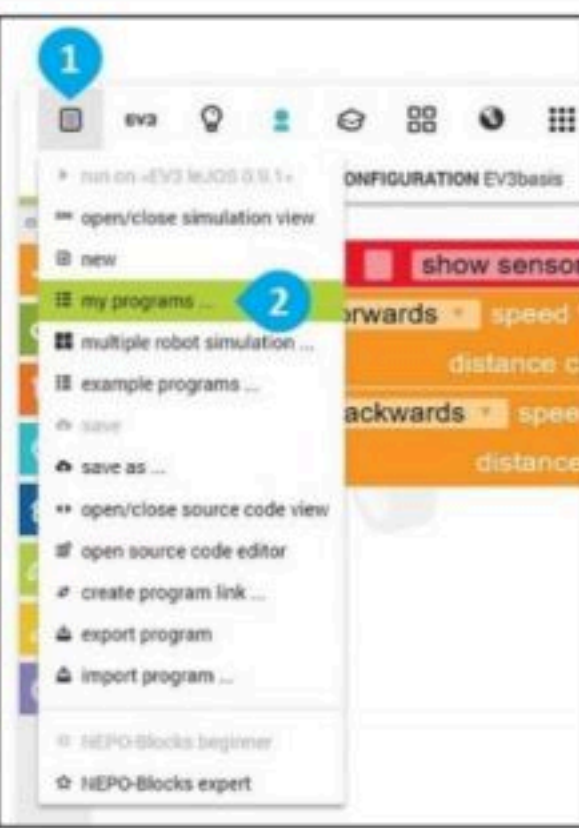 1
EV3
run on «EV3 leJOS 0.9.1»
CONFIGURATION EV3basis
open/close simulation view
new
show sensor
my programs ...
2
orwards
speed
multiple robot simulation ...
distance c
example programs ...
save
ackwards
spee
save as ...
distance
open/close source code view
open source code editor
create program link ...
export program
import program ...
NEPO-Blocks beginner
NEPO-Blocks expert